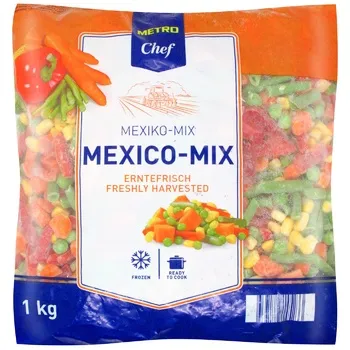 METRO
Chef
MEXIKO-MIX
MEXICO-MIX
ERNTEFRISCH
FRESHLY HARVESTED
FROZEN
READY
TO COOK
1 kg